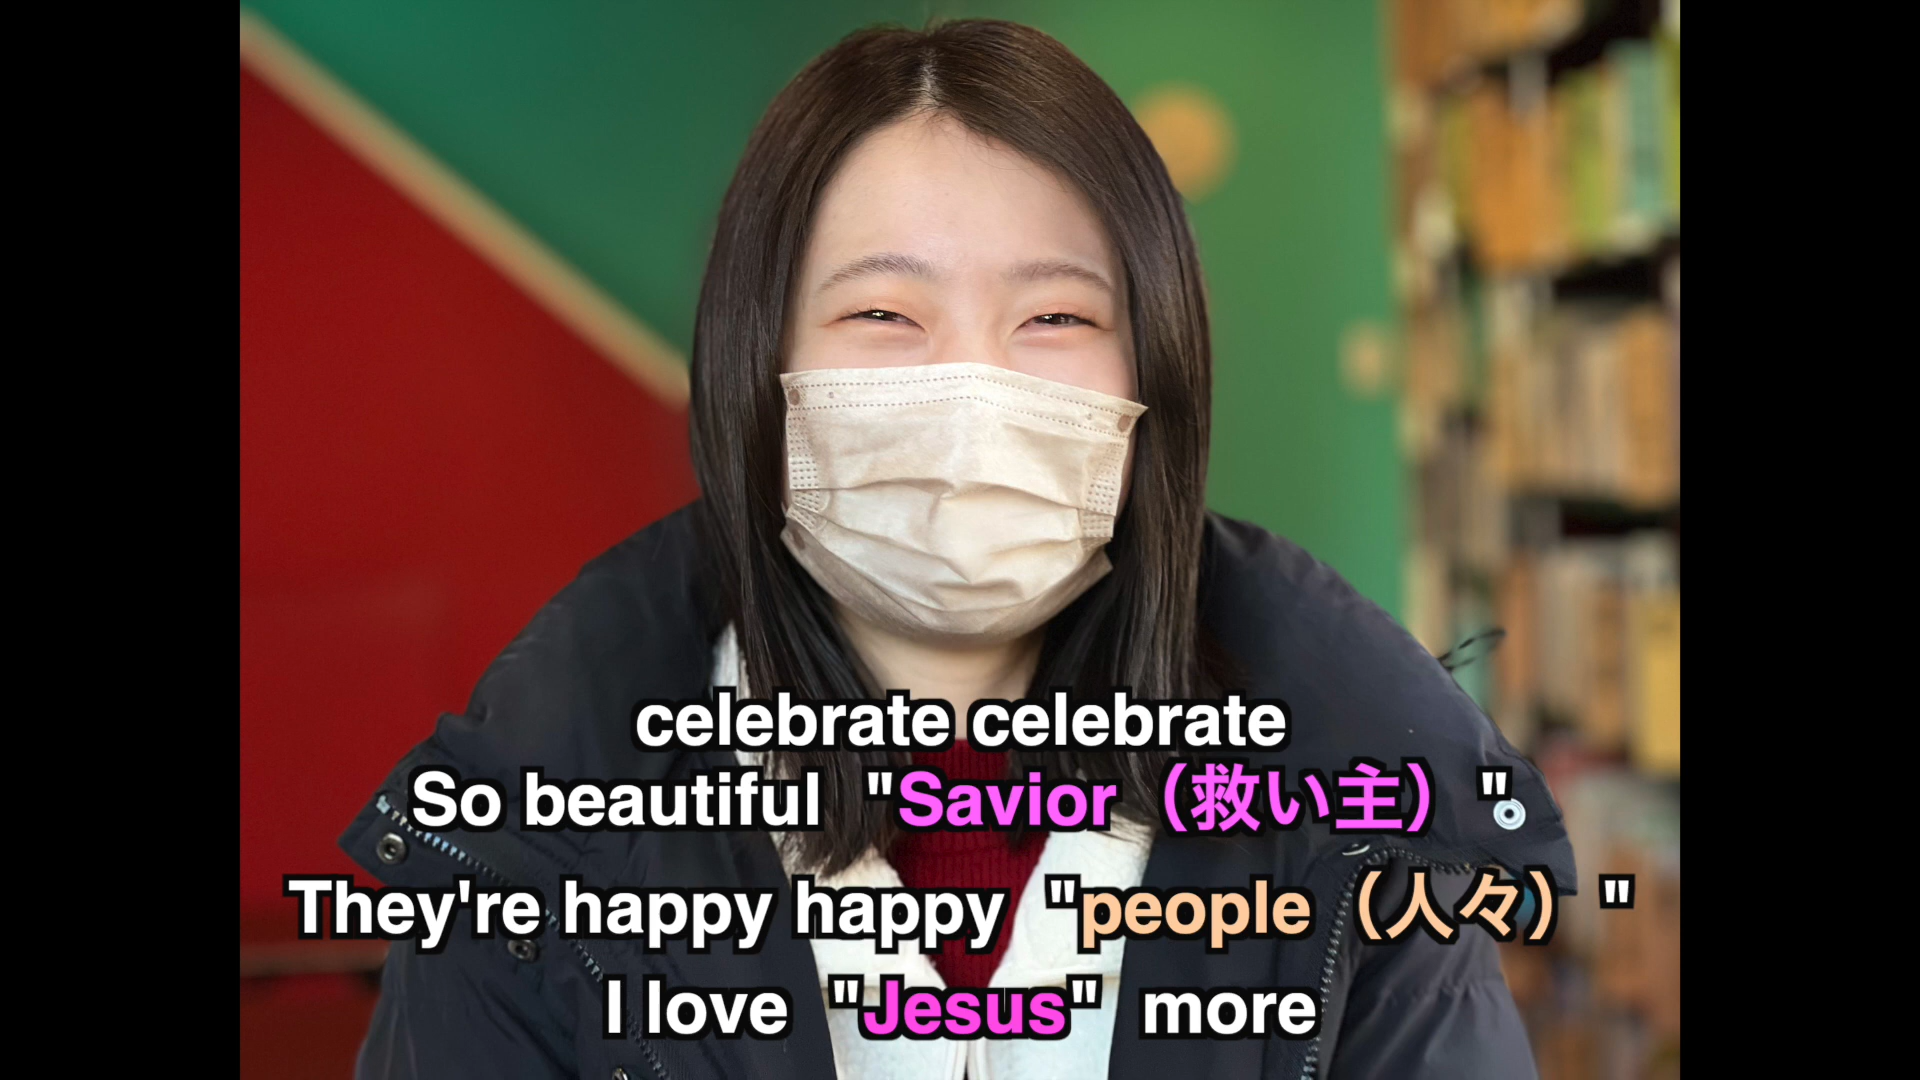 celebrate celebrate
So beautiful "Savior（救い主）"
They're happy happy "people（人々）"
I love "Jesus" more